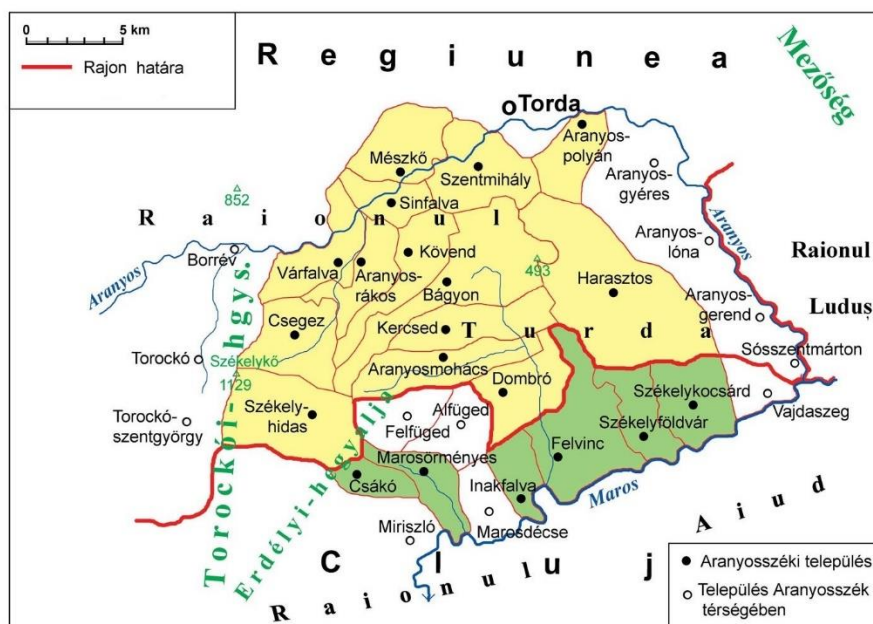 0 5 km
Rajon határa
Regiunea
Mezőség
Torda
Aranyos-
polyán
Mészkő
Szentmihály
Aranyos-
gyéres
852
Sinfalva
Raionul
Aranyos-
lóna
Aranyos
Borrév
Kövend
Raionul
Várfalva
Aranyos-
rákos
493
Aranyos
Bágyon
Harasztos
Luduș
Aranyos-
gerend
Csegez
Kercsed
Turda
Sósszentmárton
Torockó
Székelykő
1129
Aranyosmohács
Dombró
Székelykocsárd
Vajdaszeg
Torockó-
szentgyörgy
Székely-
hidas
Alfüged
Felfüged
Székelyföldvár
Felvinc
Marosörményes
Csákó
Inakfalva
Maros
Miriszló
Marosdécse
Aiud
Torockói-hgys.
Erdélyi-hegyalja
Cluj
Raionulu
Aranyosszéki település
Település Aranyosszék
térségében